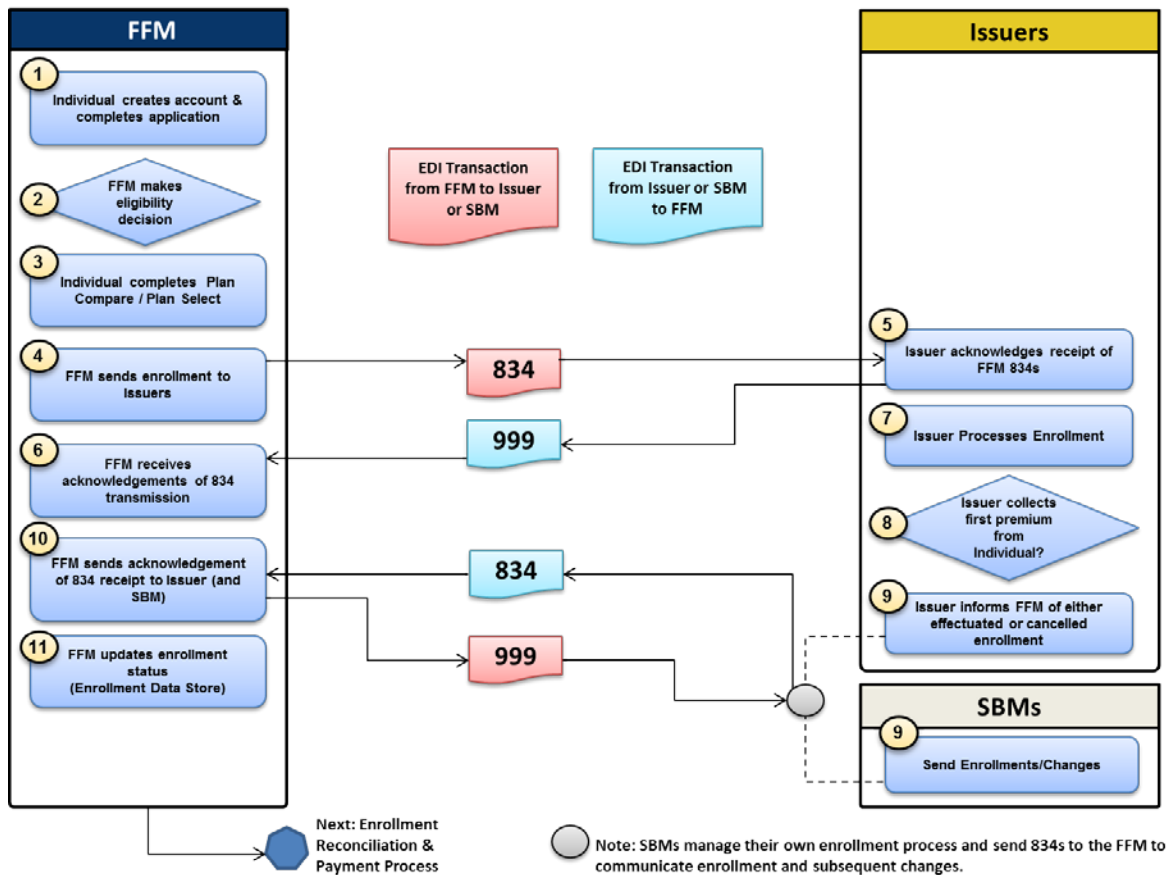 FFM
1
Individual creates account &
completes application
2
FFM makes
eligibility
decision
3
Individual completes Plan
Compare / Plan Select
4
FFM sends enrollment to
Issuers
6
FFM receives
acknowledgements of 834
transmission
10
FFM sends acknowledgement
of 834 receipt to Issuer (and
SBM)
11
FFM updates enrollment
status
(Enrollment Data Store)
EDI Transaction
from FFM to Issuer
or SBM
EDI Transaction
from Issuer or SBM
to FFM
834
999
834
999
Issuers
5
Issuer acknowledges receipt of
FFM 834s
7
Issuer Processes Enrollment
8
Issuer collects
first premium
from
Individual?
9
Issuer informs FFM of either
effectuated or cancelled
enrollment
SBMs
9
Send Enrollments/Changes
Next: Enrollment
Reconciliation &
Payment Process
Note: SBMs manage their own enrollment process and send 834s to the FFM to
communicate enrollment and subsequent changes.